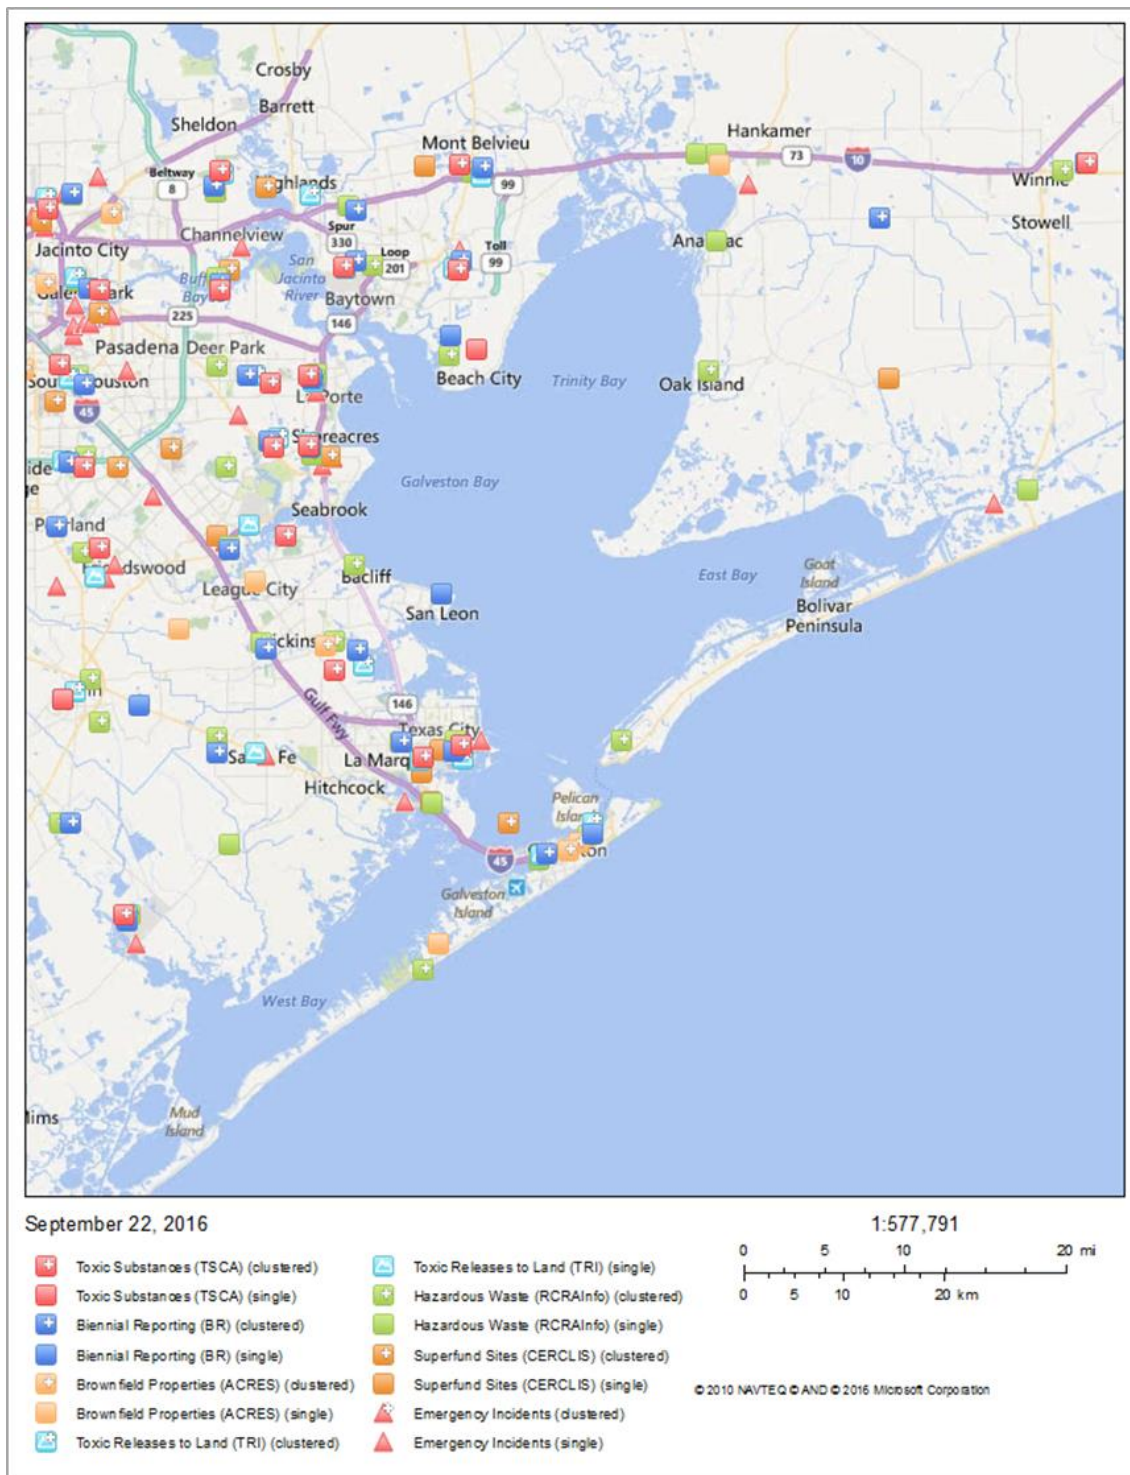 Crosby
Barrett
Sheldon
Mont Belvieu
Hankamer
73
10
Beltway
8
99
Winnie
Highlands
Stowell
Channelview
Spur
330
Jacinto City
San
Jacinto
River
Loop
201
Toll
99
Buff
Bay
Baytown
225
146
Pasadena Deer Park
Beach City
Trinity Bay
Oak Island
45
Galveston Bay
Seabrook
East Bay
Goat
Island
Bacliff
League City
San Leon
Bolivar
Peninsula
146
Gulf Fwy
Texas City
La Marq
Hitchcock
Pelican
45
Galveston
Island
West Bay
Mud
Island
September 22, 2016
1:577,791
0 5 10 20 mi
0 5 10 20 km
Toxic Substances (TSCA) (clustered)
Toxic Substances (TSCA) (single)
Biennial Reporting (BR) (clustered)
Biennial Reporting (BR) (single)
Brownfield Properties (ACRES) (clustered)
Brownfield Properties (ACRES) (single)
Toxic Releases to Land (TRI) (clustered)
Toxic Releases to Land (TRI) (single)
Hazardous Waste (RCRAInfo) (clustered)
Hazardous Waste (RCRAInfo) (single)
Superfund Sites (CERCLIS) (clustered)
Superfund Sites (CERCLIS) (single)
Emergency Incidents (clustered)
Emergency Incidents (single)
© 2010 NAVTEQ © AND © 2016 Microsoft Corporation